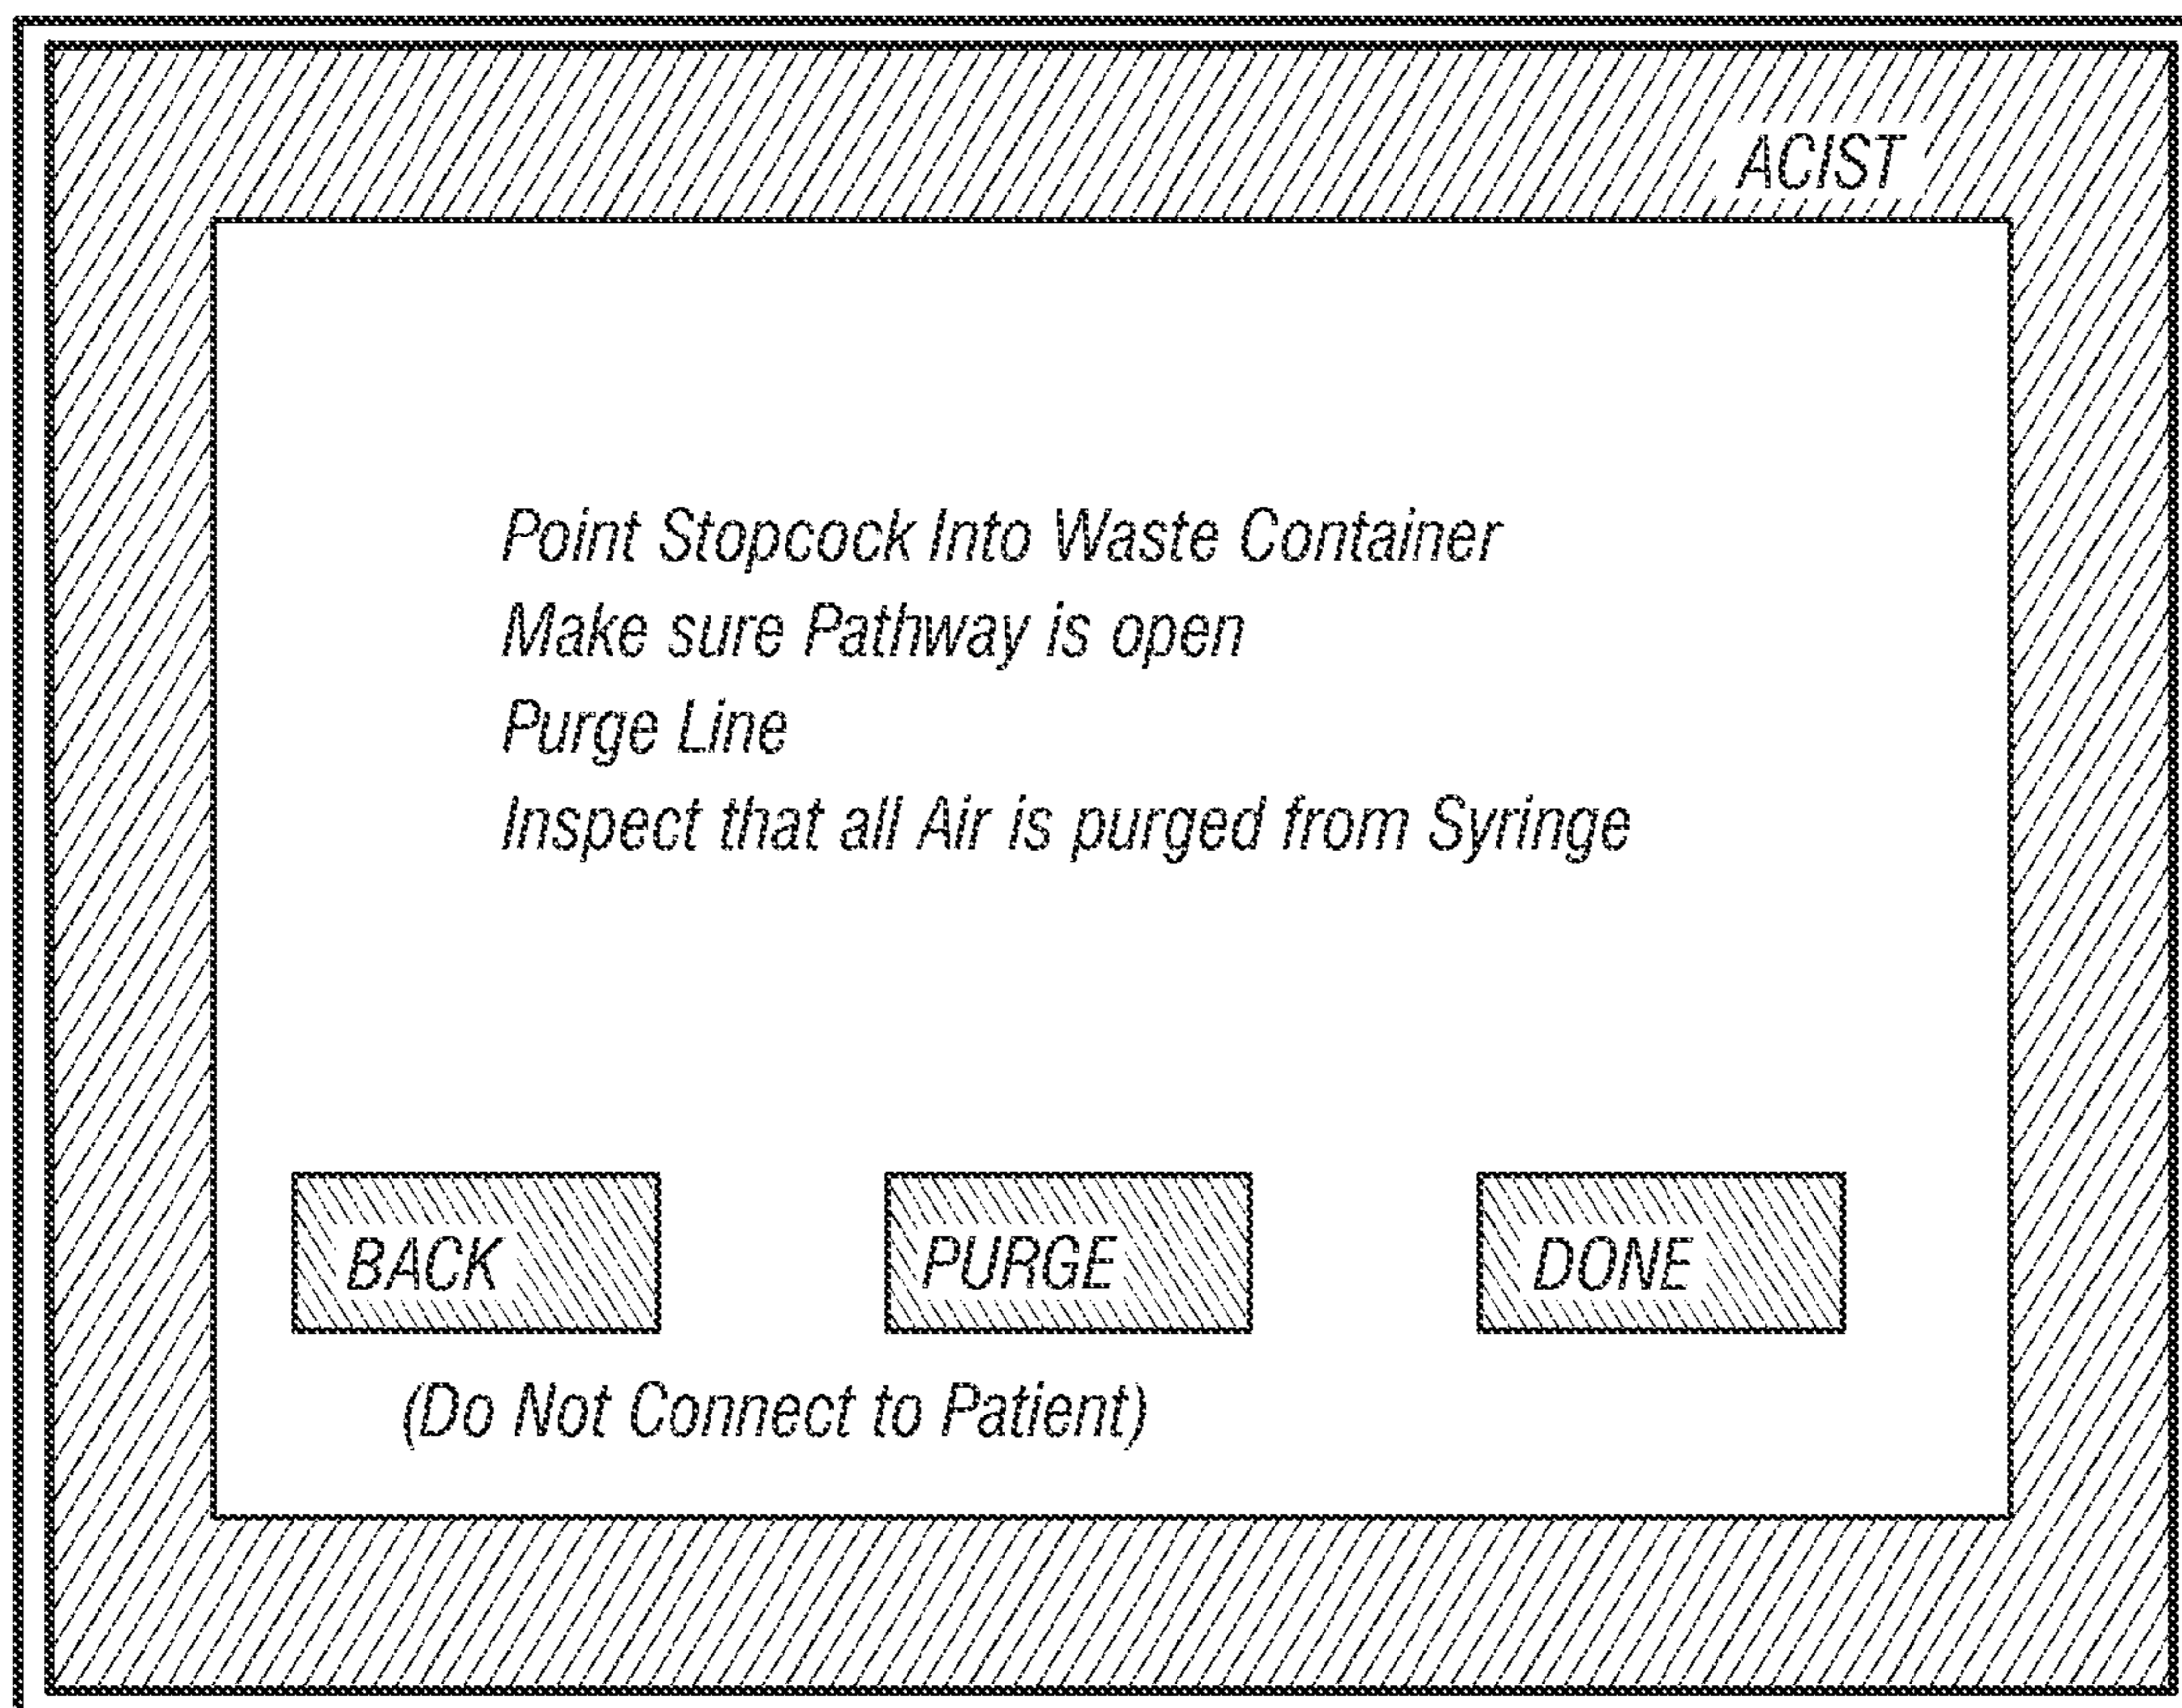 ACIST
Point Stopcock Into Waste Container
Make sure Pathway is open
Purge Line
Inspect that all Air is purged from Syringe
BACK PURGE DONE
(Do Not Connect to Patient)